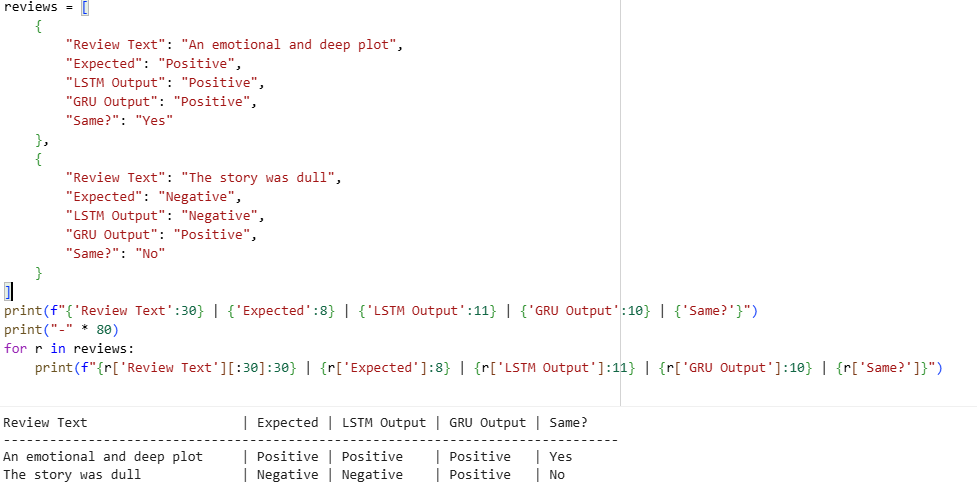 reviews = [
    {
        "Review Text": "An emotional and deep plot",
        "Expected": "Positive",
        "LSTM Output": "Positive",
        "GRU Output": "Positive",
        "Same?": "Yes"
    },
    {
        "Review Text": "The story was dull",
        "Expected": "Negative",
        "LSTM Output": "Negative",
        "GRU Output": "Positive",
        "Same?": "No"
    }
]
print(f"{'Review Text':30} | {'Expected':8} | {'LSTM Output':11} | {'GRU Output':10} | {'Same?'}")
print("-" * 80)
for r in reviews:
    print(f"{r['Review Text'][:30]:30} | {r['Expected']:8} | {r['LSTM Output']:11} | {r['GRU Output']:10} | {r['Same?']}")
Review Text                    | Expected | LSTM Output | GRU Output | Same?
--------------------------------------------------------------------------------
An emotional and deep plot     | Positive | Positive    | Positive   | Yes
The story was dull             | Negative | Negative    | Positive   | No